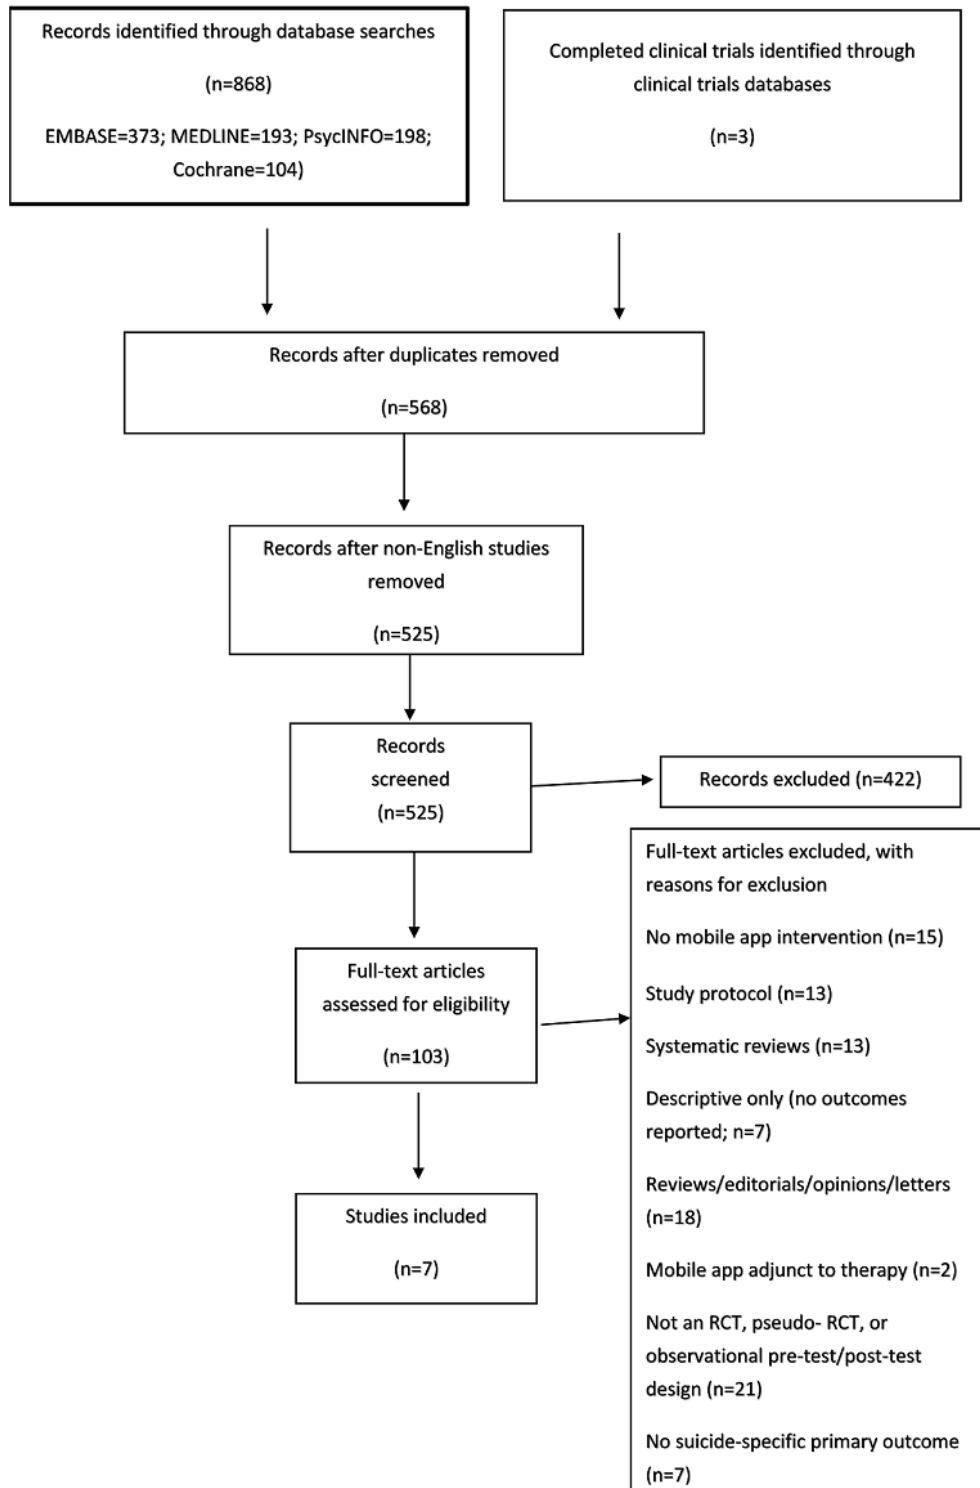 Records identified through database searches
(n=868)
EMBASE=373; MEDLINE=193; PsycINFO=198;
Cochrane=104)
Completed clinical trials identified through
clinical trials databases
(n=3)
Records after duplicates removed
(n=568)
Records after non-English studies
removed
(n=525)
Records
screened
(n=525)
Records excluded (n=422)
Full-text articles
assessed for eligibility
(n=103)
Full-text articles excluded, with
reasons for exclusion
No mobile app intervention (n=15)
Study protocol (n=13)
Systematic reviews (n=13)
Descriptive only (no outcomes
reported; n=7)
Reviews/editorials/opinions/letters
(n=18)
Mobile app adjunct to therapy (n=2)
Not an RCT, pseudo- RCT, or
observational pre-test/post-test
design (n=21)
No suicide-specific primary outcome
(n=7)
Studies included
(n=7)